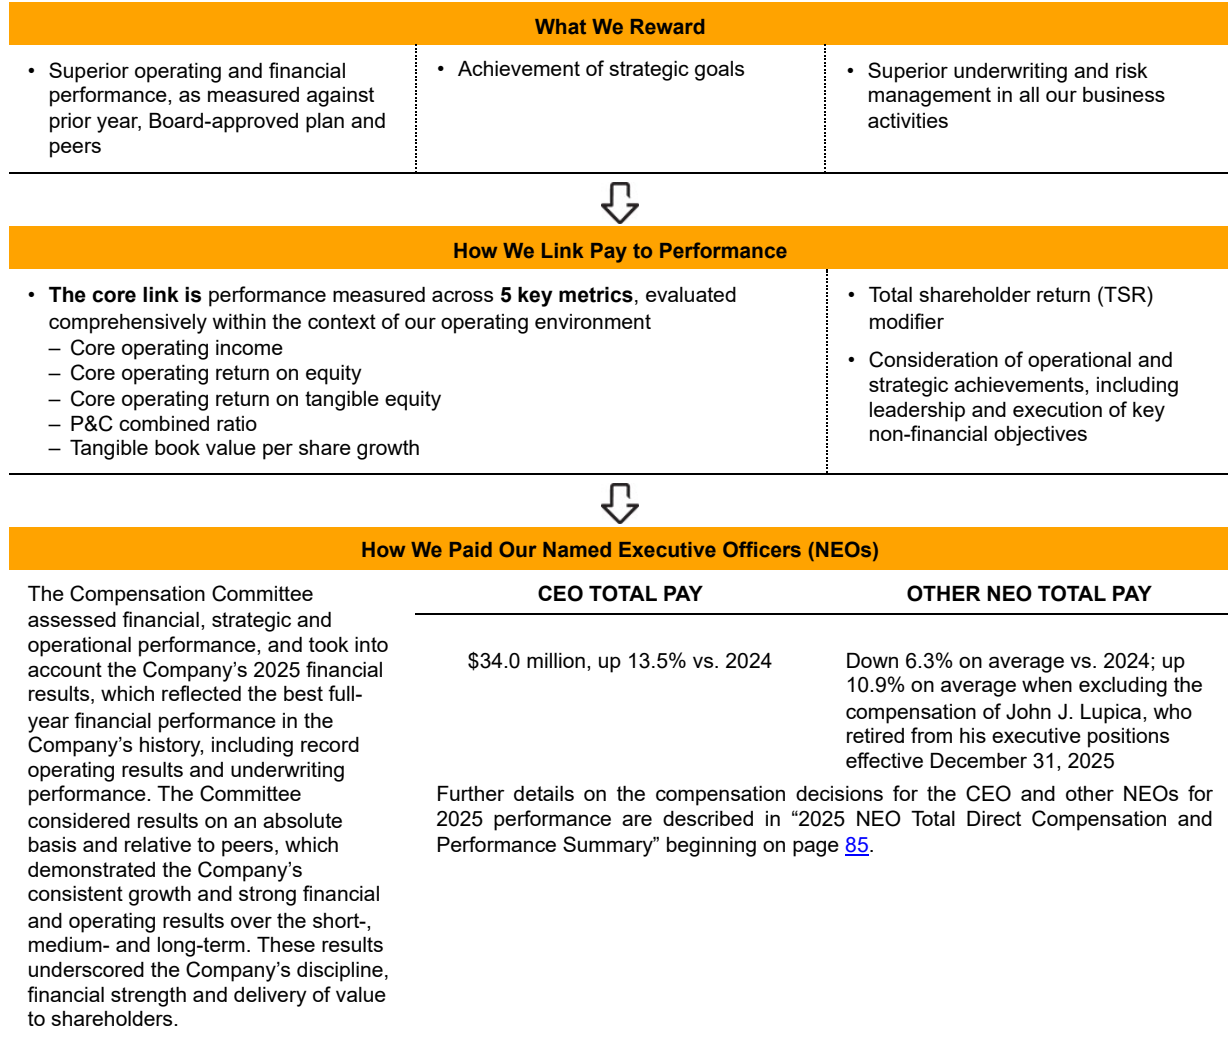 What We Reward
• Superior operating and financial
performance, as measured against
prior year, Board-approved plan and
peers
• Achievement of strategic goals
• Superior underwriting and risk
management in all our business
activities
How We Link Pay to Performance
• The core link is performance measured across 5 key metrics, evaluated
comprehensively within the context of our operating environment
– Core operating income
– Core operating return on equity
– Core operating return on tangible equity
– P&C combined ratio
– Tangible book value per share growth
• Total shareholder return (TSR)
modifier
• Consideration of operational and
strategic achievements, including
leadership and execution of key
non-financial objectives
How We Paid Our Named Executive Officers (NEOs)
The Compensation Committee
assessed financial, strategic and
operational performance, and took into
account the Company’s 2025 financial
results, which reflected the best full-
year financial performance in the
Company’s history, including record
operating results and underwriting
performance. The Committee
considered results on an absolute
basis and relative to peers, which
demonstrated the Company’s
consistent growth and strong financial
and operating results over the short-,
medium- and long-term. These results
underscored the Company’s discipline,
financial strength and delivery of value
to shareholders.
CEO TOTAL PAY
$34.0 million, up 13.5% vs. 2024
OTHER NEO TOTAL PAY
Down 6.3% on average vs. 2024; up
10.9% on average when excluding the
compensation of John J. Lupica, who
retired from his executive positions
effective December 31, 2025
Further details on the compensation decisions for the CEO and other NEOs for
2025 performance are described in “2025 NEO Total Direct Compensation and
Performance Summary” beginning on page 85.